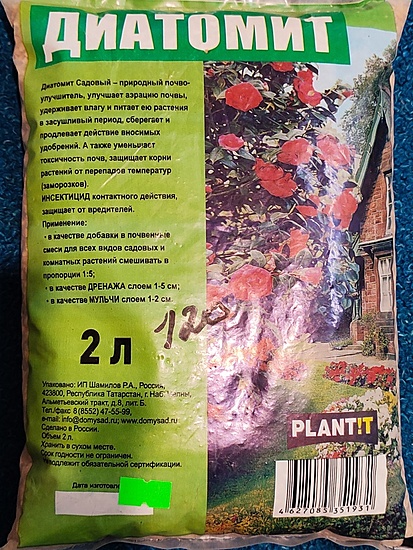 ДИАТОМИТ
Диатомит Садовый – природный почво-
улучшитель, улучшает аэрацию почвы,
удерживает влагу и питает ею растения
в засушливый период, сберегает и
продлевает действие вносимых
удобрений. А также уменьшает
токсичность почв, защищает корни
растений от перепадов температур
(заморозков).
ИНСЕКТИЦИД контактного действия,
защищает от вредителей.
Применение:
- в качестве добавки в почвенные
смеси для всех видов садовых и
комнатных растений смешивать в
пропорции 1:5;
- в качестве ДРЕНАЖА слоем 1-5 см;
- в качестве МУЛЬЧИ слоем 1-2 см.
120
2 л
Упаковано: ИП Шамилов Р.А., Россия,
423800, Республика Татарстан, г. Наб.
Альметьевский тракт, д.8, лит. Б.
Тел./факс 8 (8552) 47-55-99,
e-mail: info@domysad.ru, www.domysad.ru
Сделано в России.
Объем 2 л.
Хранить в сухом месте.
Срок годности не ограничен.
Не подлежит обязательной сертификации.
PLANT!T
Дата
4 627085 351931